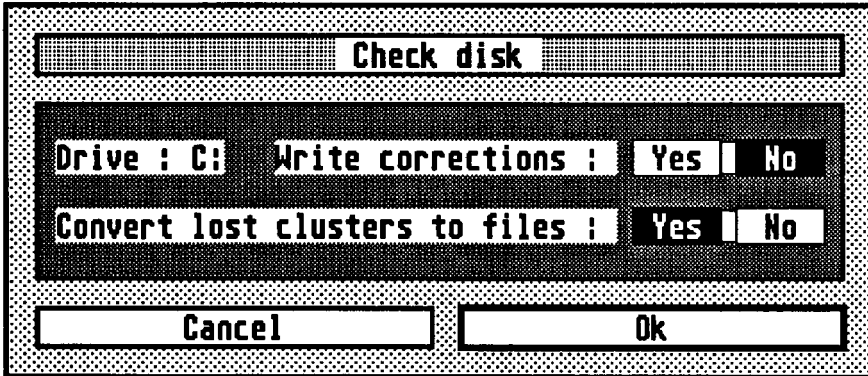 Check disk
Drive : C: Write corrections : Yes No
Convert lost clusters to files : Yes No
Cancel Ok